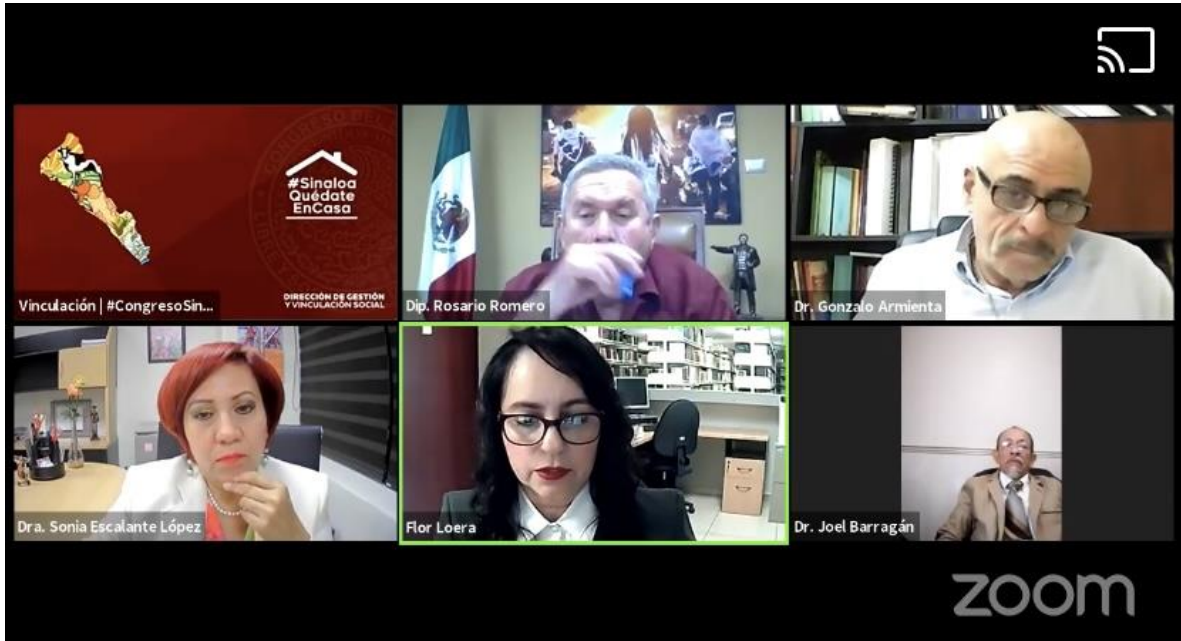 #Sinaloa
Quédate
EnCasa
Vinculación | #CongresoSin...
DIRECCIÓN DE GESTIÓN
Y VINCULACIÓN SOCIAL
Dip. Rosario Romero
Dr. Gonzalo Armienta
Dra. Sonia Escalante López
Flor Loera
Dr. Joel Barragán
zoom